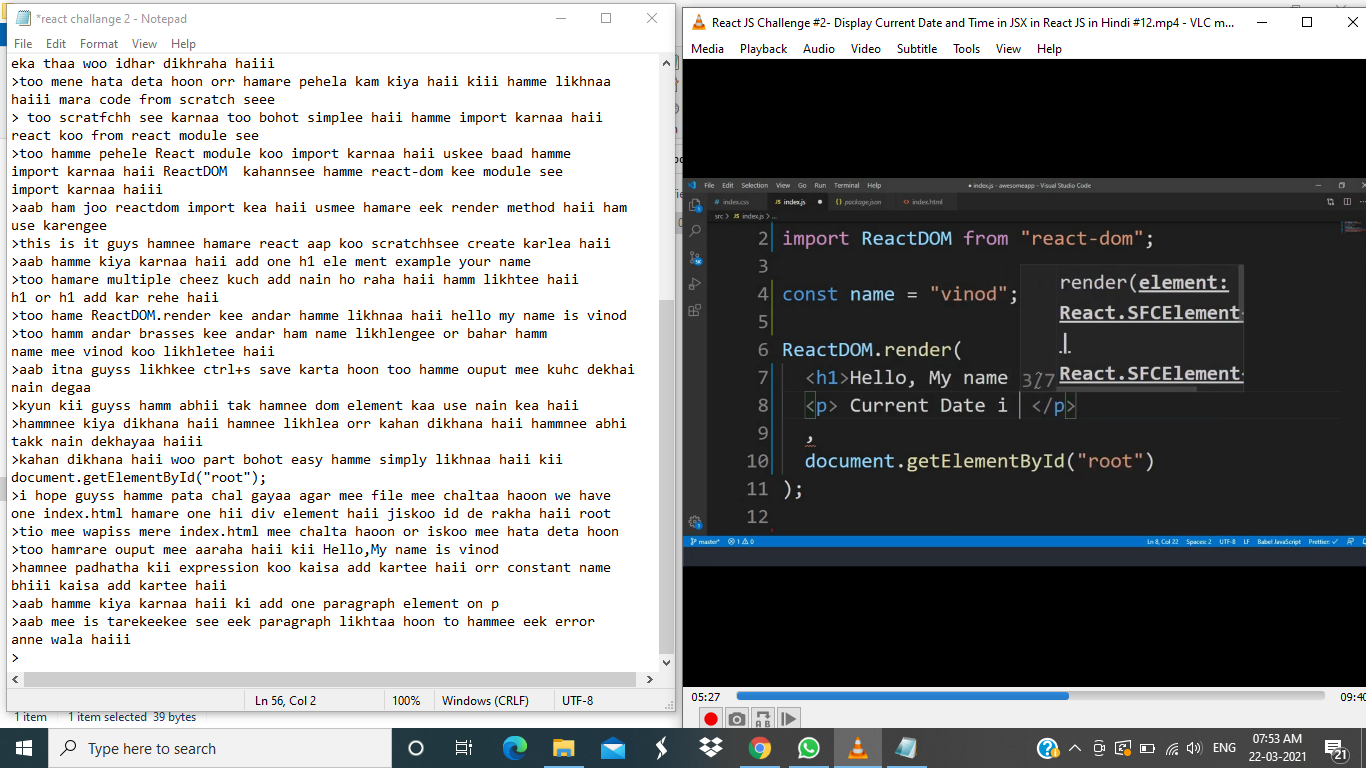 *react challange 2 - Notepad
File Edit Format View Help
eka thaa woo idhar dikhraha haiii
>too mene hata deta hoon orr hamare pehela kam kiya haii kiii hamme likhnaa
haiii mara code from scratch seee
> too scratfchh see karnaa too bohot simplee haii hamme import karnaa haii
react koo from react module see
>too hamme pehele React module koo import karnaa haii uskee baad hamme
import karnaa haii ReactDOM  kahannsee hamme react-dom kee module see
import karnaa haiii
>aab ham joo reactdom import kea haii usmee hamare eek render method haii ham
use karengee
>this is it guys hamnee hamare react aap koo scratchhsee create karlea haii
>aab hamme kiya karnaa haii add one h1 ele ment example your name
>too hamare multiple cheez kuch add nain ho raha haii hamm likhtee haii
h1 or h1 add kar rehe haii
>too hame ReactDOM.render kee andar hamme likhnaa haii hello my name is vinod
>too hamm andar brasses kee andar ham name likhlengee or bahar hamm
name mee vinod koo likhletee haii
>aab itna guyss likhkee ctrl+s save karta hoon too hamme ouput mee kuhc dekhai
nain degaa
>kyun kii guyss hamm abhii tak hamnee dom element kaa use nain kea haii
>hammnee kiya dikhana haii hamnee likhlea orr kahan dikhana haii hammnee abhi
takk nain dekhayaa haiii
>kahan dikhana haii woo part bohot easy hamme simply likhnaa haii kii
document.getElementById("root");
>i hope guyss hamme pata chal gayaa agar mee file mee chaltaa haoon we have
one index.html hamare one hii div element haii jiskoo id de rakha haii root
>tio mee wapiss mere index.html mee chalta haoon or iskoo mee hata deta hoon
>too hamrare ouput mee aaraha haii kii Hello,My name is vinod
>hamnee padhatha kii expression koo kaisa add kartee haii orr constant name
bhiii kaisa add kartee haii
>aab hamme kiya karnaa haii ki add one paragraph element on p
>aab mee is tarekeekee see eek paragraph likhtaa hoon to hammee eek error
anne wala haiii
>
Ln 56, Col 2 100% Windows (CRLF) UTF-8
1 item 1 item selected 39 bytes
React JS Challenge #2- Display Current Date and Time in JSX in React JS in Hindi #12.mp4 - VLC m...
Media Playback Audio Video Subtitle Tools View Help
File Edit Selection View Go Run Terminal Help
index.js - awesomeapp - Visual Studio Code
# index.css JS index.js {} package.json <> index.html
src > JS index.js > ...
2 import ReactDOM from "react-dom";
3
4 const name = "vinod";
5
6 ReactDOM.render(
7 <h1>Hello, My name
8 <p> Current Date i </p>
9 ,
10 document.getElementById("root")
11 );
12
render(element:
React.SFCElement
3/7
React.SFCElement
master* 1 0 Ln 8, Col 22 Spaces: 2 UTF-8 LF Babel JavaScript Prettier: ✓
05:27 09:40
Type here to search
ENG
07:53 AM
22-03-2021
21